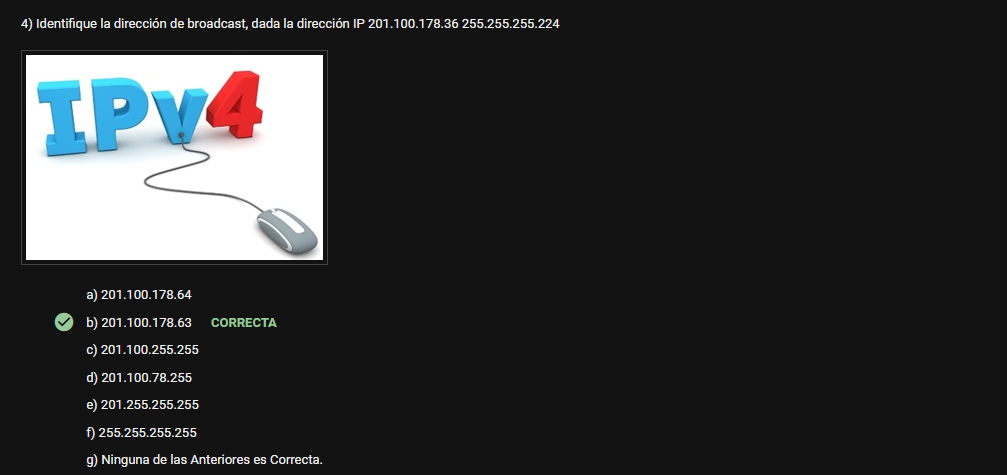 4) Identifique la dirección de broadcast, dada la dirección IP 201.100.178.36 255.255.255.224
IPv4
a) 201.100.178.64
b) 201.100.178.63 CORRECTA
c) 201.100.255.255
d) 201.100.78.255
e) 201.255.255.255
f) 255.255.255.255
g) Ninguna de las Anteriores es Correcta.